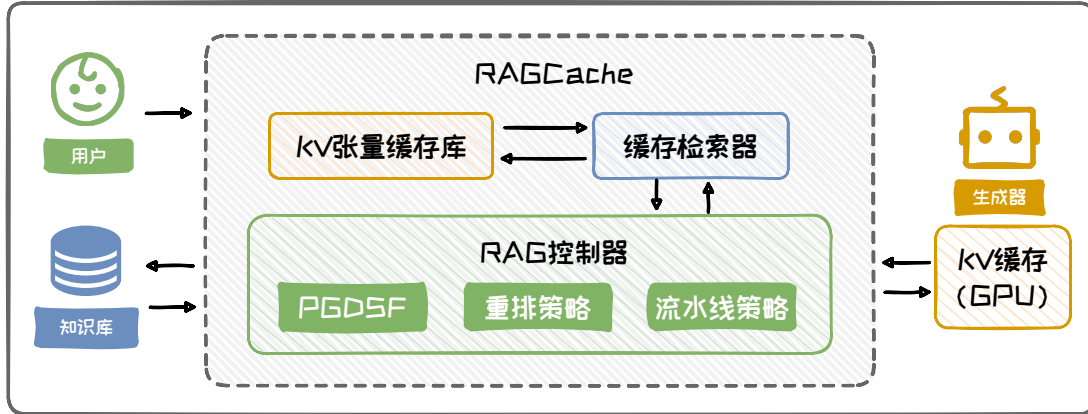 RAGCache
用户
KV张量缓存库
缓存检索器
生成器
RAG控制器
KV缓存
(GPU)
PGDSF
重排策略
流水线策略
知识库